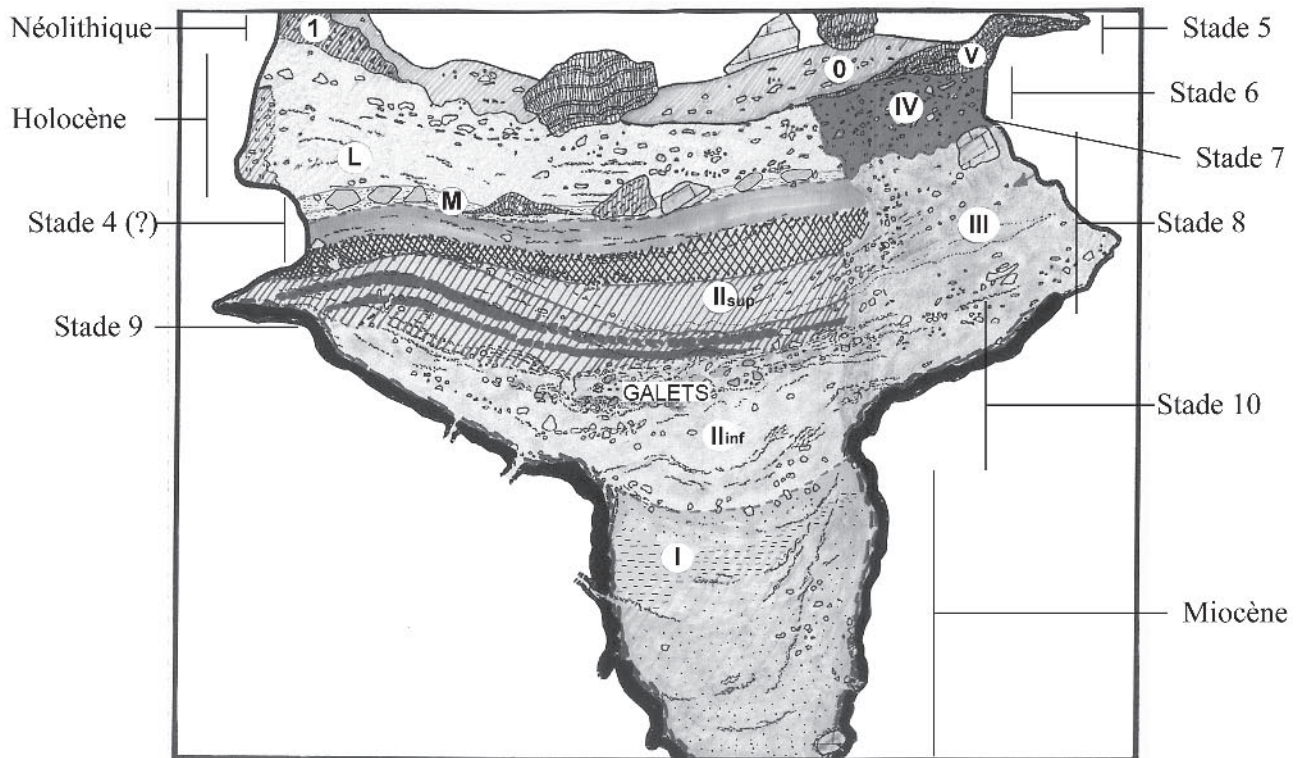 Néolithique
Holocène
Stade 4 (?)
Stade 9
1
0
V
IV
L
M
III
IIsup
GALETS
IIinf
I
Stade 5
Stade 6
Stade 7
Stade 8
Stade 10
Miocène